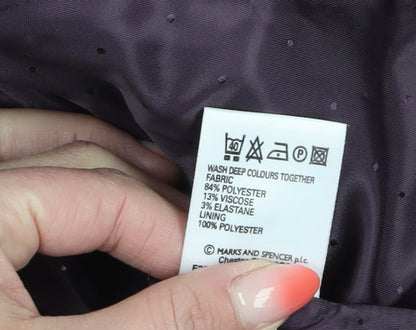 40 P
WASH DEEP COLOURS TOGETHER
FABRIC
84% POLYESTER
13% VISCOSE
3% ELASTANE
LINING
100% POLYESTER
© MARKS AND SPENCER p.l.c.